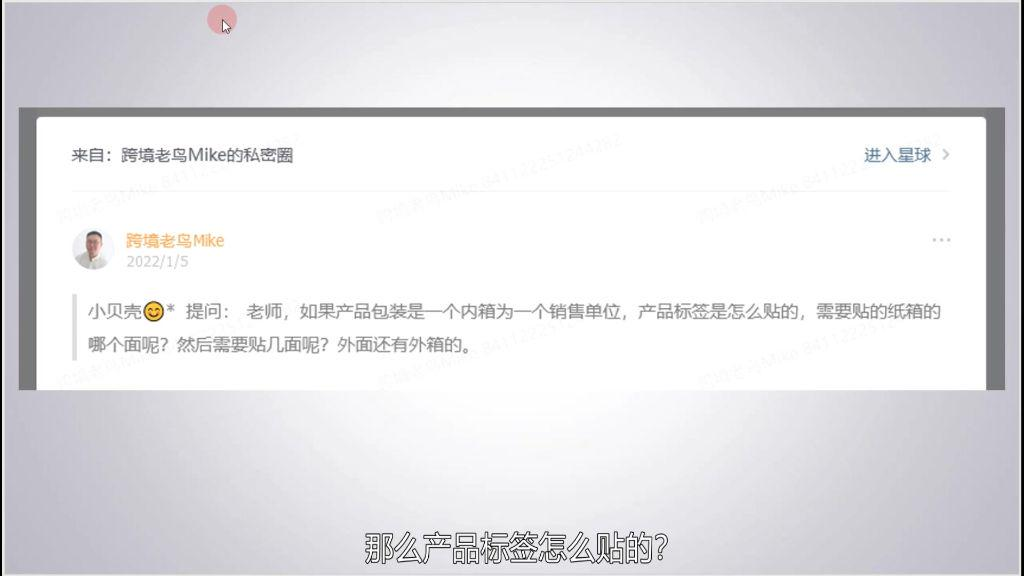 来自：跨境老鸟Mike的私密圈
进入星球
跨境老鸟Mike
2022/1/5
小贝壳😊* 提问： 老师，如果产品包装是一个内箱为一个销售单位，产品标签是怎么贴的，需要贴的纸箱的
哪个面呢？然后需要贴几面呢？外面还有外箱的。
那么产品标签怎么贴的？